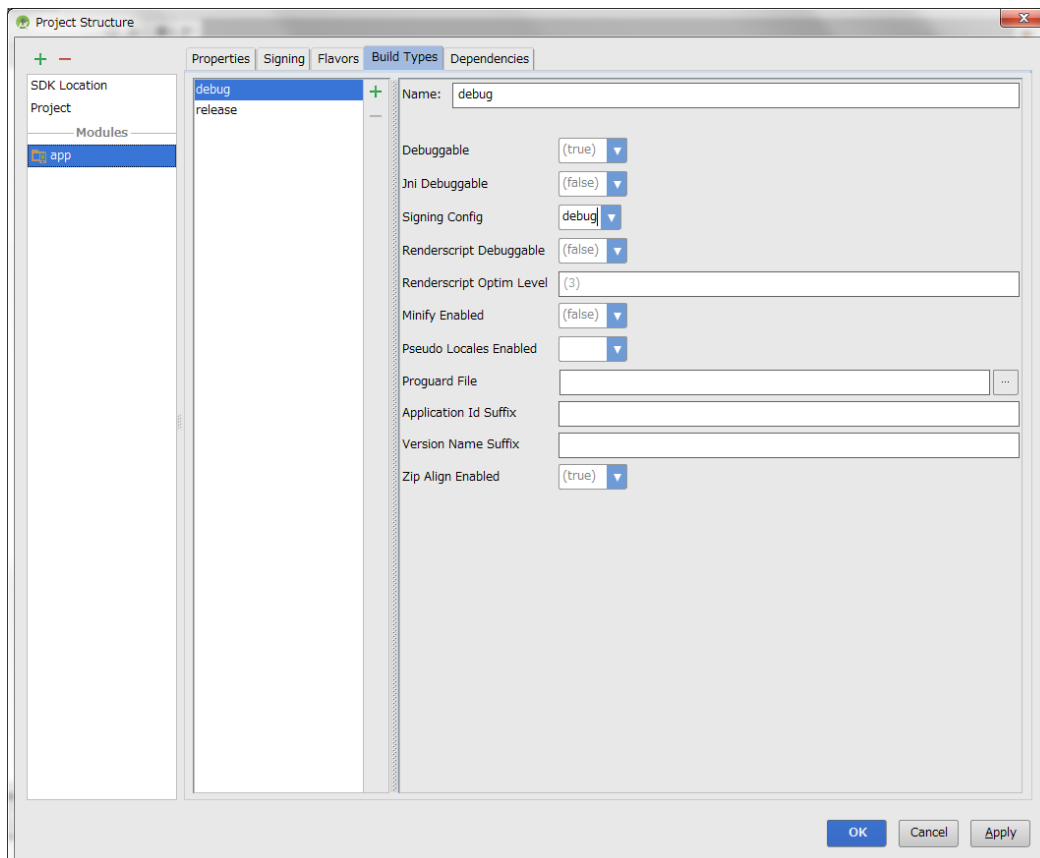 Project Structure
Properties Signing Flavors Build Types Dependencies
SDK Location
Project
Modules
app
debug
release
Name: debug
Debuggable (true)
Jni Debuggable (false)
Signing Config debug
Renderscript Debuggable (false)
Renderscript Optim Level (3)
Minify Enabled (false)
Pseudo Locales Enabled
Proguard File ...
Application Id Suffix
Version Name Suffix
Zip Align Enabled (true)
OK Cancel Apply